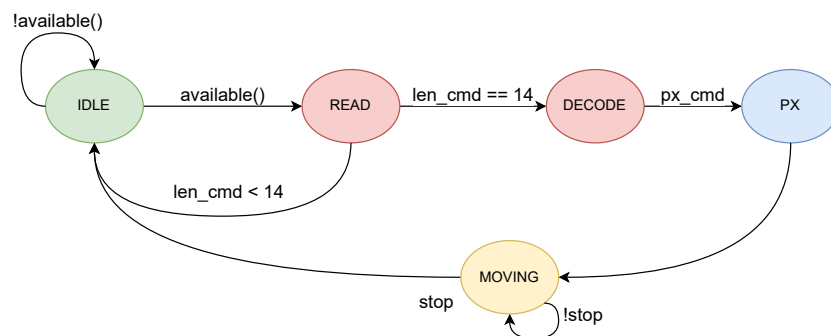 !available()
IDLE
available()
READ
len_cmd == 14
DECODE
px_cmd
PX
len_cmd < 14
MOVING
stop
!stop